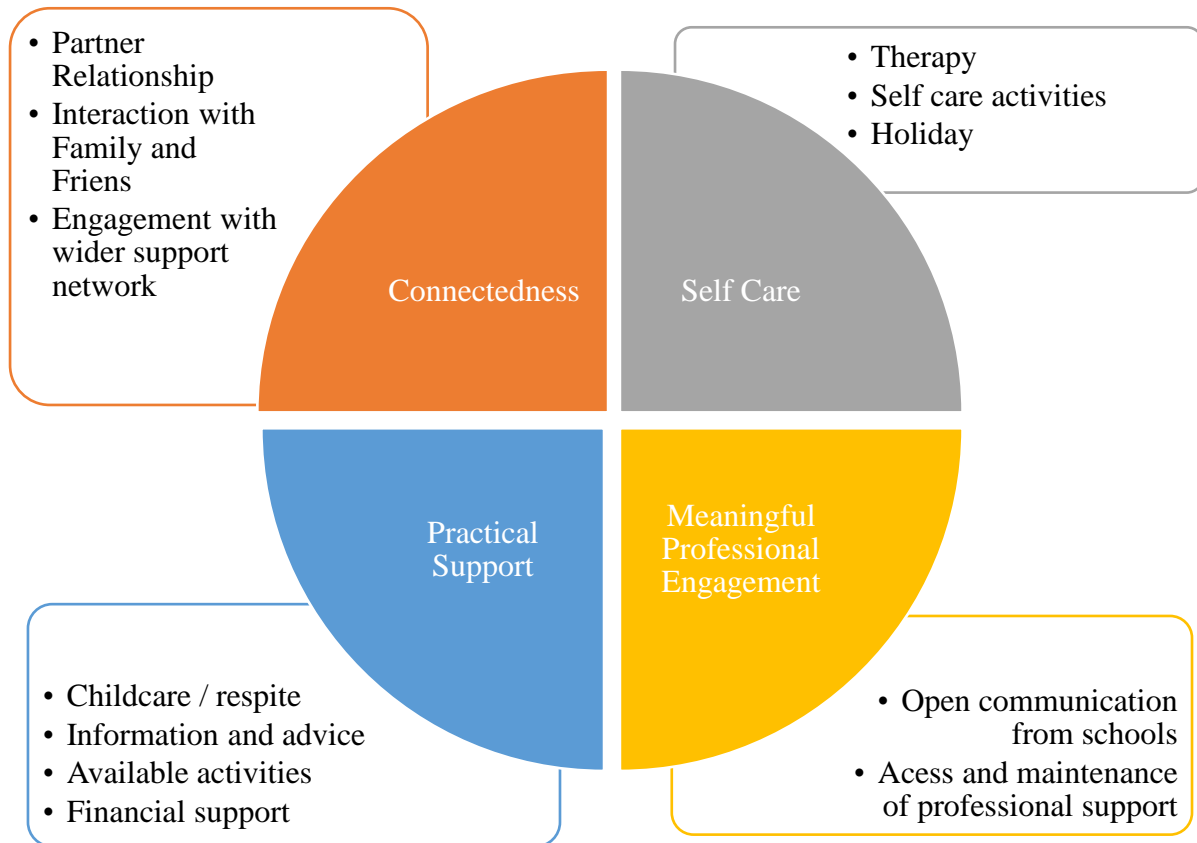 • Partner
Relationship
• Interaction with
Family and
Friens
• Engagement with
wider support
network
• Therapy
• Self care activities
• Holiday
Connectedness
Self Care
Practical
Support
Meaningful
Professional
Engagement
• Childcare / respite
• Information and advice
• Available activities
• Financial support
• Open communication
from schools
• Acess and maintenance
of professional support